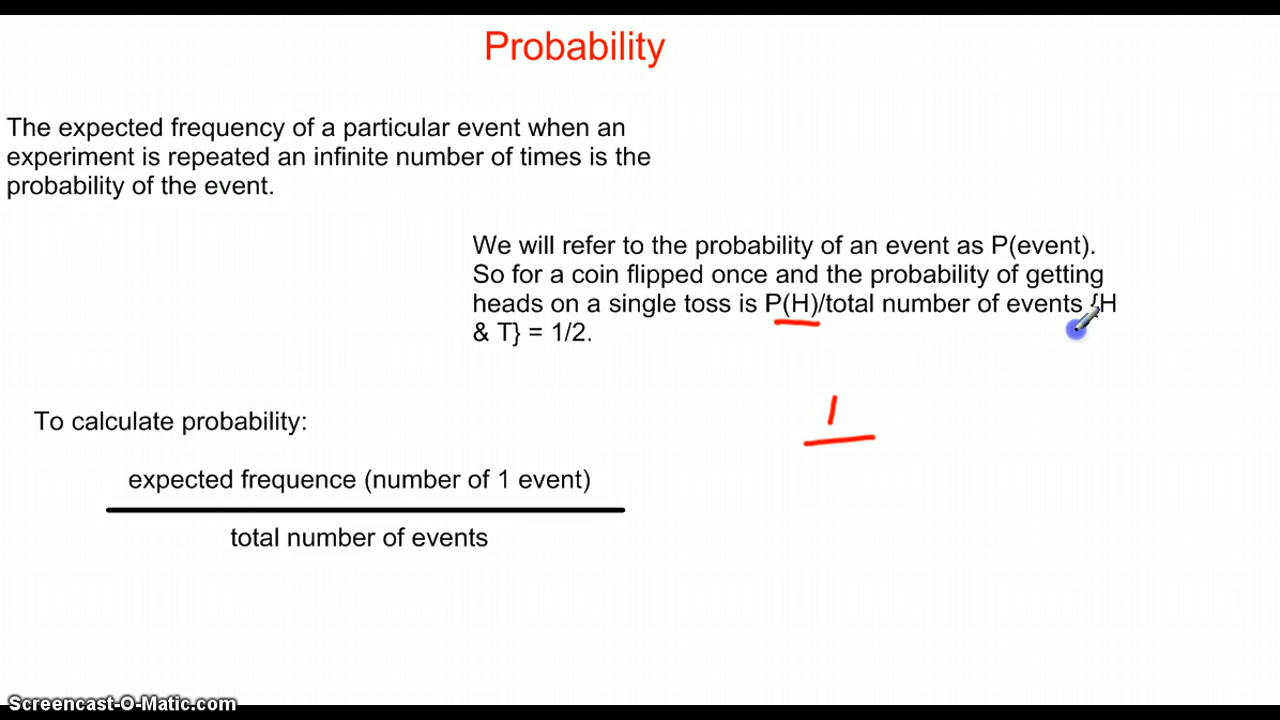 Probability
The expected frequency of a particular event when an
experiment is repeated an infinite number of times is the
probability of the event.
We will refer to the probability of an event as P(event).
So for a coin flipped once and the probability of getting
heads on a single toss is P(H)/total number of events {H
& T} = 1/2.
1
To calculate probability:
expected frequence (number of 1 event)
total number of events
Screencast-O-Matic.com